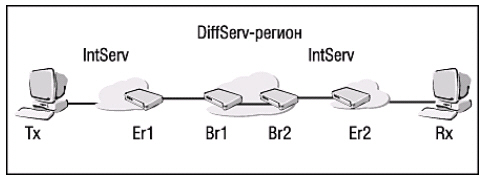 DiffServ-регион
IntServ
IntServ
Tx
Er1
Br1
Br2
Er2
Rx